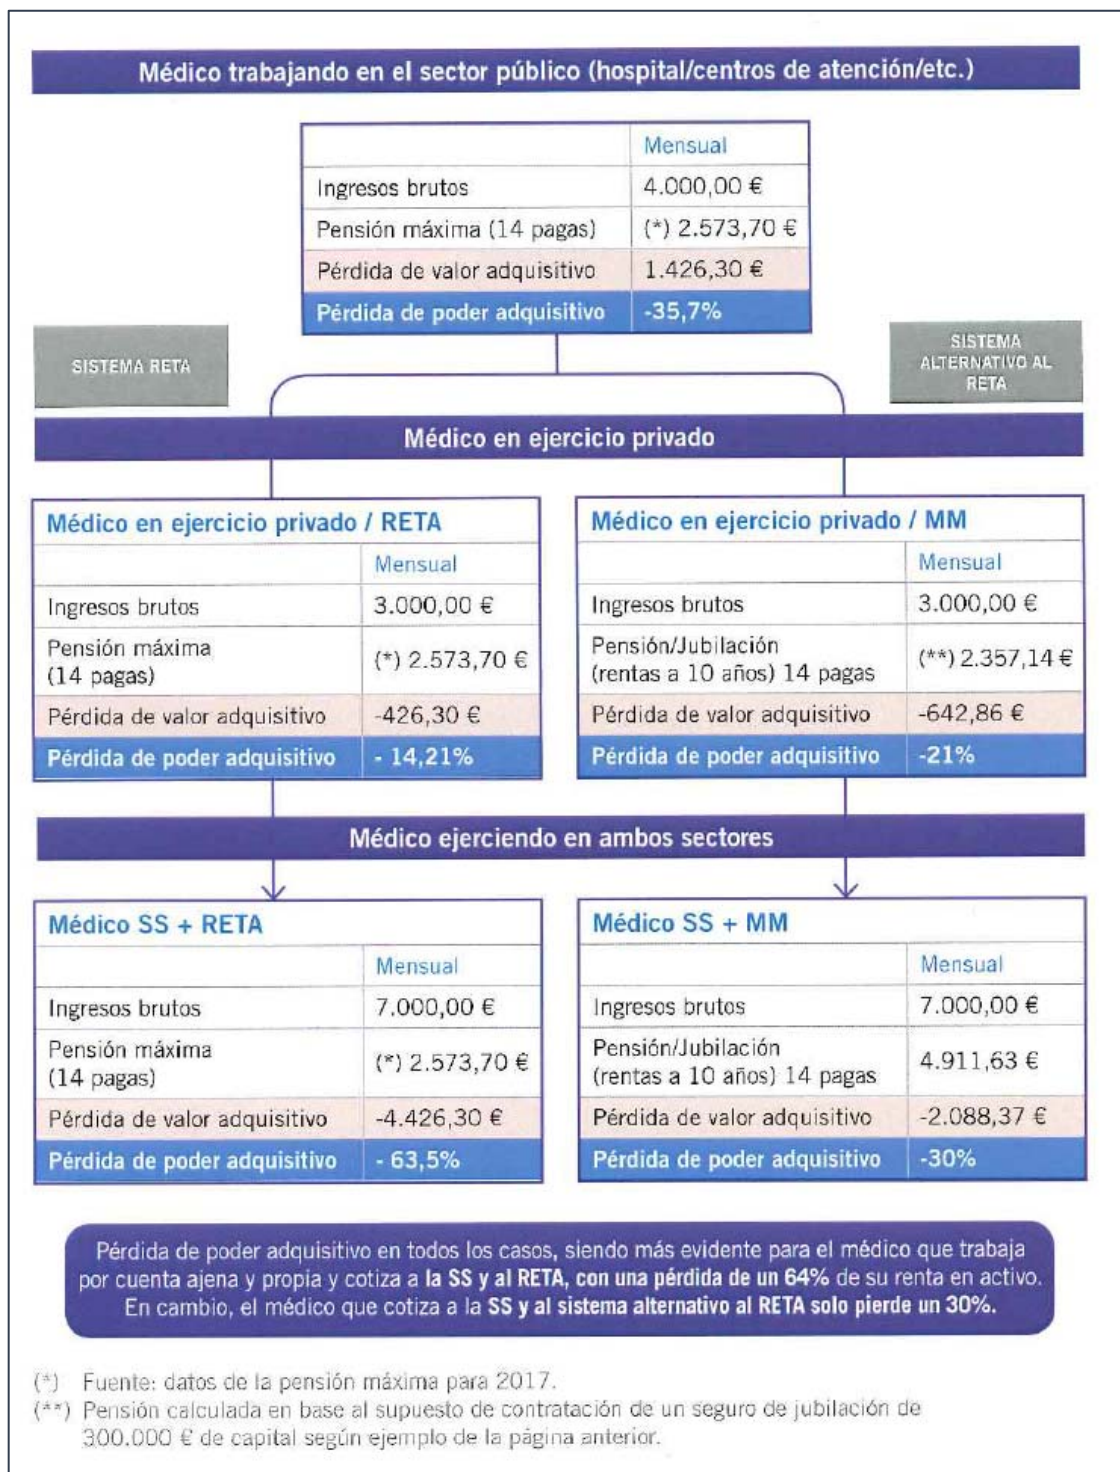 Médico trabajando en el sector público (hospital/centros de atención/etc.)
Mensual
Ingresos brutos 4.000,00 €
Pensión máxima (14 pagas) (*) 2.573,70 €
Pérdida de valor adquisitivo 1.426,30 €
Pérdida de poder adquisitivo -35,7%
SISTEMA RETA
SISTEMA
ALTERNATIVO AL
RETA
Médico en ejercicio privado
Médico en ejercicio privado / RETA
Mensual
Ingresos brutos 3.000,00 €
Pensión máxima
(14 pagas) (*) 2.573,70 €
Pérdida de valor adquisitivo -426,30 €
Pérdida de poder adquisitivo - 14,21%
Médico en ejercicio privado / MM
Mensual
Ingresos brutos 3.000,00 €
Pensión/Jubilación
(rentas a 10 años) 14 pagas (**) 2.357,14 €
Pérdida de valor adquisitivo -642,86 €
Pérdida de poder adquisitivo -21%
Médico ejerciendo en ambos sectores
Médico SS + RETA
Mensual
Ingresos brutos 7.000,00 €
Pensión máxima
(14 pagas) (*) 2.573,70 €
Pérdida de valor adquisitivo -4.426,30 €
Pérdida de poder adquisitivo - 63,5%
Médico SS + MM
Mensual
Ingresos brutos 7.000,00 €
Pensión/Jubilación
(rentas a 10 años) 14 pagas 4.911,63 €
Pérdida de valor adquisitivo -2.088,37 €
Pérdida de poder adquisitivo -30%
Pérdida de poder adquisitivo en todos los casos, siendo más evidente para el médico que trabaja
por cuenta ajena y propia y cotiza a la SS y al RETA, con una pérdida de un 64% de su renta en activo.
En cambio, el médico que cotiza a la SS y al sistema alternativo al RETA solo pierde un 30%.
(*) Fuente: datos de la pensión máxima para 2017.
(**) Pensión calculada en base al supuesto de contratación de un seguro de jubilación de
300.000 € de capital según ejemplo de la página anterior.